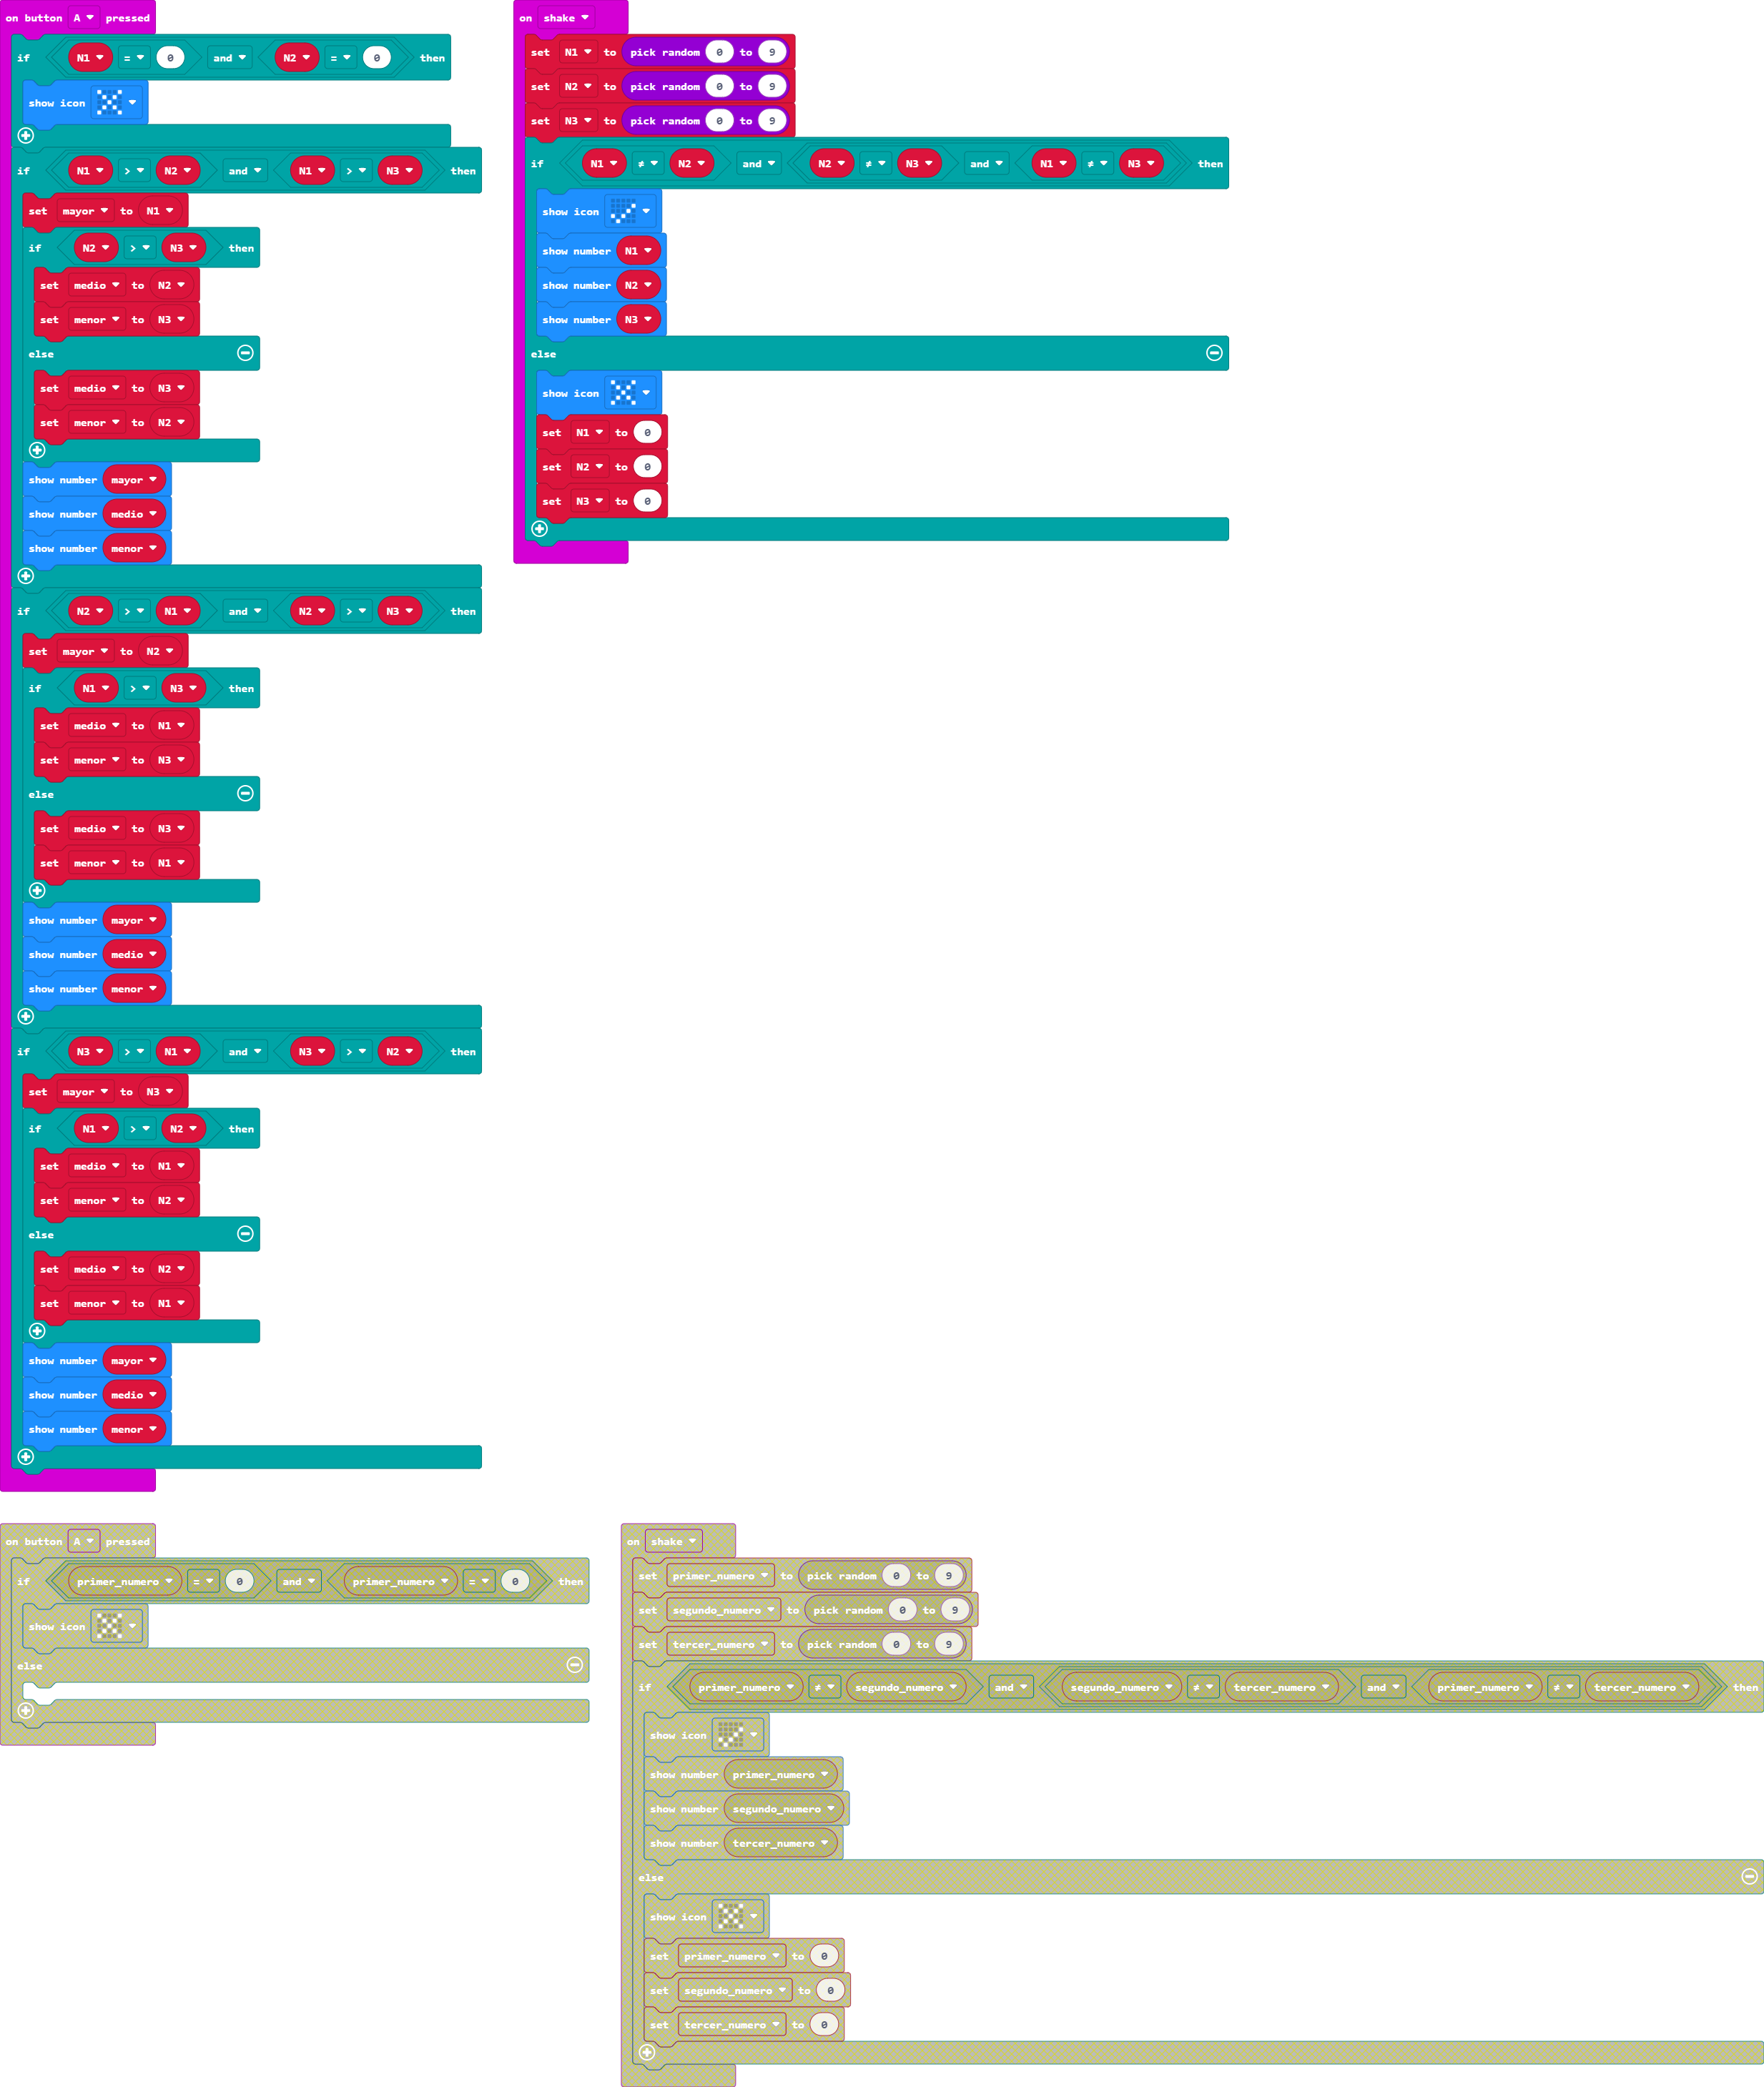 on button A pressed
if N1 = 0 and N2 = 0 then
show icon
if N1 > N2 and N1 > N3 then
set mayor to N1
if N2 > N3 then
set medio to N2
set menor to N3
else
set medio to N3
set menor to N2
show number mayor
show number medio
show number menor
if N2 > N1 and N2 > N3 then
set mayor to N2
if N1 > N3 then
set medio to N1
set menor to N3
else
set medio to N3
set menor to N1
show number mayor
show number medio
show number menor
if N3 > N1 and N3 > N2 then
set mayor to N3
if N1 > N2 then
set medio to N1
set menor to N2
else
set medio to N2
set menor to N1
show number mayor
show number medio
show number menor
on shake
set N1 to pick random 0 to 9
set N2 to pick random 0 to 9
set N3 to pick random 0 to 9
if N1 ≠ N2 and N2 ≠ N3 and N1 ≠ N3 then
show icon
show number N1
show number N2
show number N3
else
show icon
set N1 to 0
set N2 to 0
set N3 to 0
on button A pressed
if primer_numero = 0 and primer_numero = 0 then
show icon
else
on shake
set primer_numero to pick random 0 to 9
set segundo_numero to pick random 0 to 9
set tercer_numero to pick random 0 to 9
if primer_numero ≠ segundo_numero and segundo_numero ≠ tercer_numero and primer_numero ≠ tercer_numero then
show icon
show number primer_numero
show number segundo_numero
show number tercer_numero
else
show icon
set primer_numero to 0
set segundo_numero to 0
set tercer_numero to 0